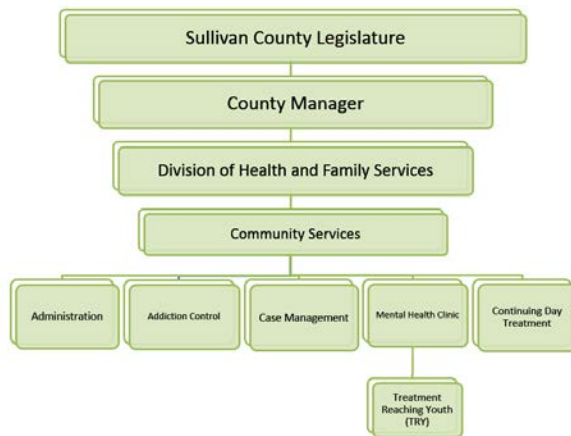 Sullivan County Legislature
County Manager
Division of Health and Family Services
Community Services
Administration
Addiction Control
Case Management
Mental Health Clinic
Continuing Day
Treatment
Treatment
Reaching Youth
(TRY)